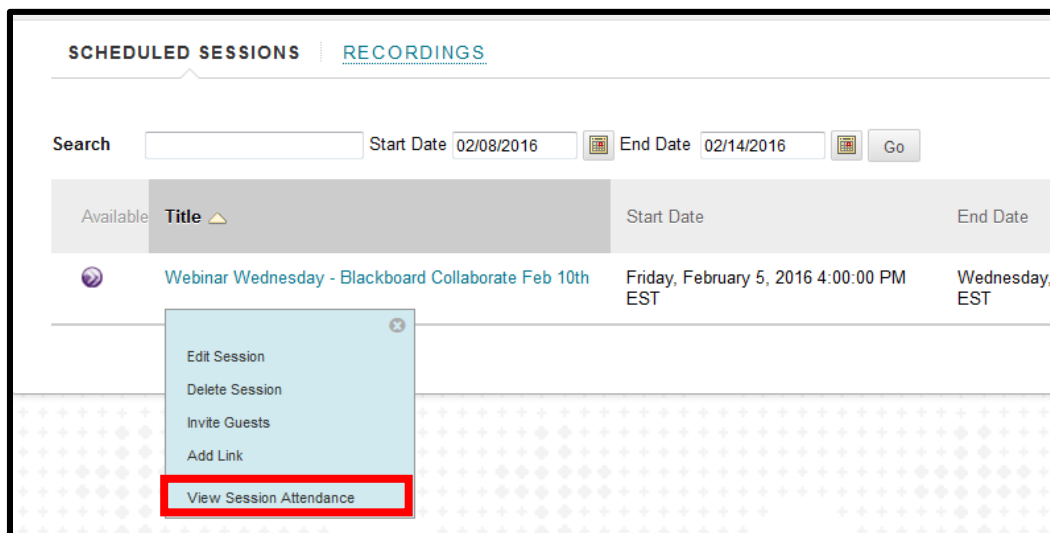 SCHEDULED SESSIONS RECORDINGS
Search Start Date 02/08/2016 End Date 02/14/2016 Go
Available Title Start Date End Date
Webinar Wednesday - Blackboard Collaborate Feb 10th Friday, February 5, 2016 4:00:00 PM Wednesday,
EST EST
Edit Session
Delete Session
Invite Guests
Add Link
View Session Attendance